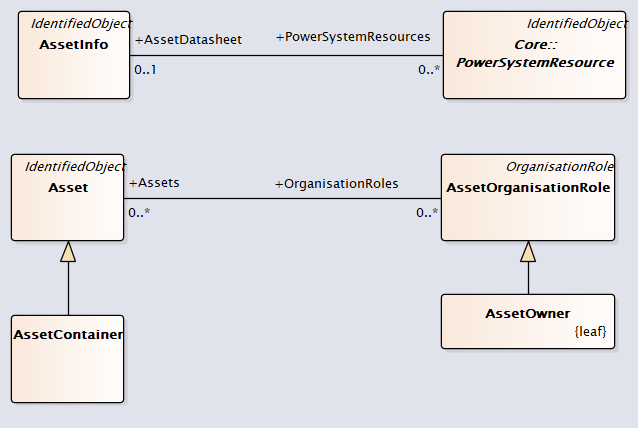 IdentifiedObject
AssetInfo
+AssetDatasheet
+PowerSystemResources
0..1
0..*
IdentifiedObject
Core::
PowerSystemResource
IdentifiedObject
Asset
+Assets
+OrganisationRoles
0..*
0..*
OrganisationRole
AssetOrganisationRole
AssetContainer
AssetOwner
{leaf}